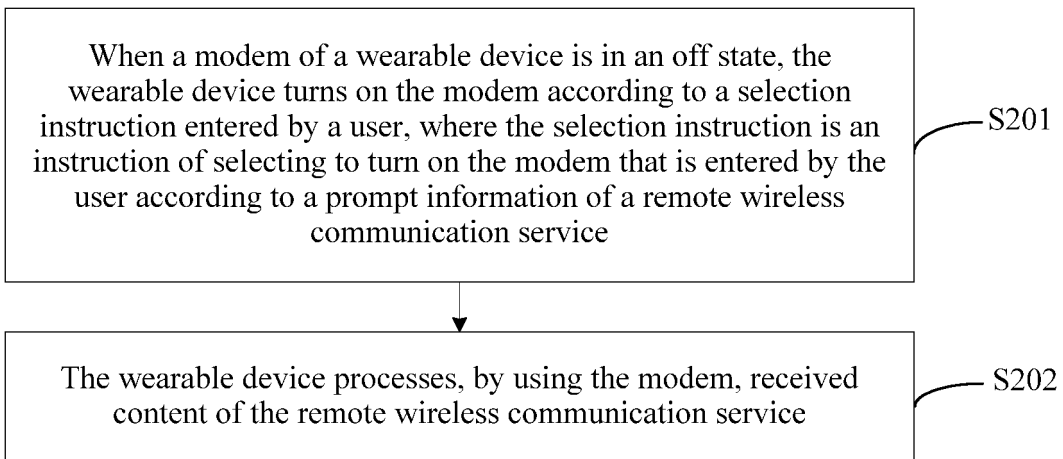 When a modem of a wearable device is in an off state, the
wearable device turns on the modem according to a selection
instruction entered by a user, where the selection instruction is an
instruction of selecting to turn on the modem that is entered by the
user according to a prompt information of a remote wireless
communication service
S201
The wearable device processes, by using the modem, received
content of the remote wireless communication service
S202